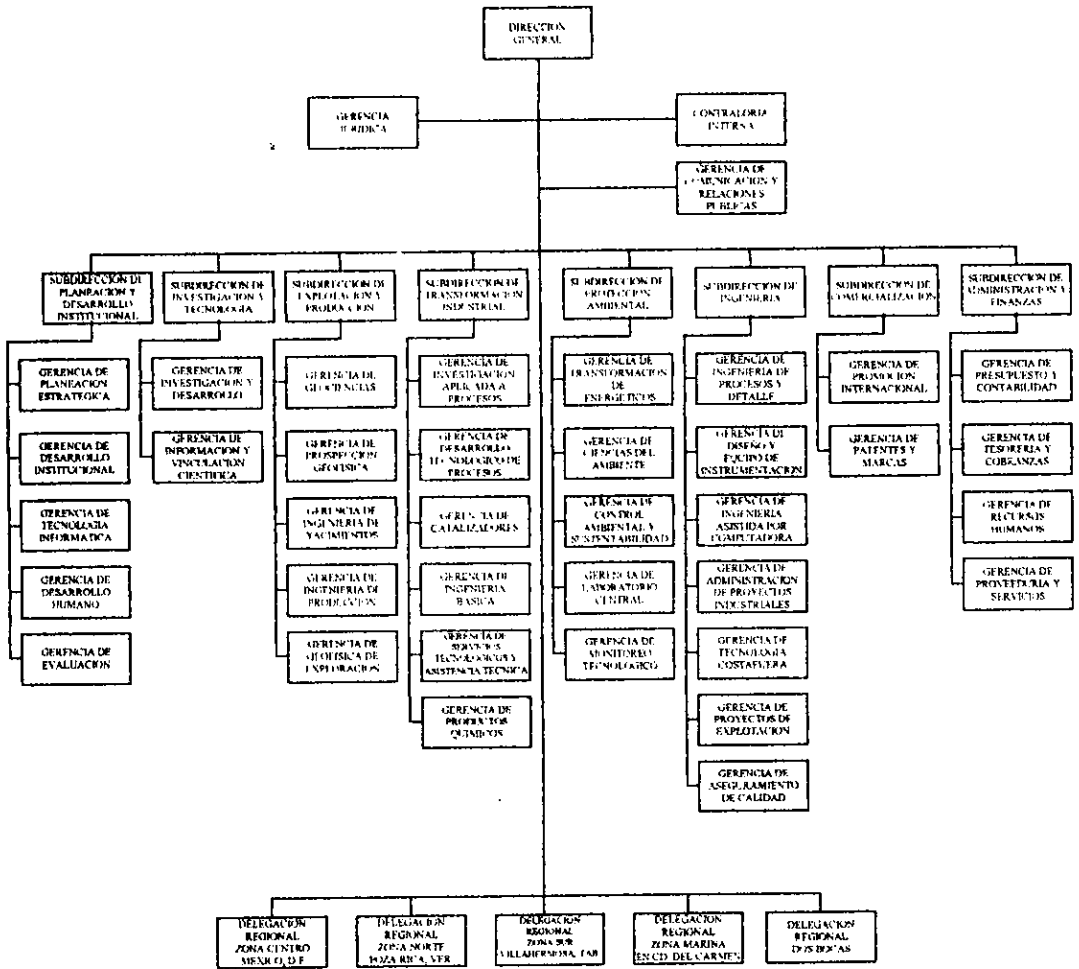 DIRECCION
GENERAL
GERENCIA
JURIDICA
CONTRALORIA
INTERNA
GERENCIA DE
COMUNICACION Y
RELACIONES
PUBLICAS
SUBDIRECCION DE
PLANEACION Y
DESARROLLO
INSTITUCIONAL
SUBDIRECCION DE
INVESTIGACION Y
TECNOLOGIA
SUBDIRECCION DE
EXPLOTACION Y
PRODUCCION
SUBDIRECCION DE
TRANSFORMACION
INDUSTRIAL
SUBDIRECCION DE
PROTECCION
AMBIENTAL
SUBDIRECCION DE
INGENIERIA
SUBDIRECCION DE
COMERCIALIZACION
SUBDIRECCION DE
ADMINISTRACION Y
FINANZAS
GERENCIA DE
PLANEACION
ESTRATEGICA
GERENCIA DE
DESARROLLO
INSTITUCIONAL
GERENCIA DE
TECNOLOGIA
INFORMATICA
GERENCIA DE
DESARROLLO
HUMANO
GERENCIA DE
EVALUACION
GERENCIA DE
INVESTIGACION Y
DESARROLLO
GERENCIA DE
INFORMACION Y
VINCULACION
CIENTIFICA
GERENCIA DE
GEOCIENCIAS
GERENCIA DE
PROSPECCION
GEOFISICA
GERENCIA DE
INGENIERIA DE
YACIMIENTOS
GERENCIA DE
INGENIERIA DE
PRODUCCION
GERENCIA DE
GEOFISICA DE
EXPLORACION
GERENCIA DE
INVESTIGACION
APLICADA A
PROCESOS
GERENCIA DE
DESARROLLO
TECNOLOGICO DE
PROCESOS
GERENCIA DE
CATALIZADORES
GERENCIA DE
INGENIERIA
BASICA
GERENCIA DE
SERVICIOS
TECNOLOGICOS Y
ASISTENCIA TECNICA
GERENCIA DE
PRODUCTOS
QUIMICOS
GERENCIA DE
TRANSFORMACION
DE
ENERGETICOS
GERENCIA DE
CIENCIAS DEL
AMBIENTE
GERENCIA DE
CONTROL
AMBIENTAL Y
SUSTENTABILIDAD
GERENCIA DE
LABORATORIO
CENTRAL
GERENCIA DE
MONITOREO
TECNOLOGICO
GERENCIA DE
INGENIERIA DE
PROCESOS Y
DETALLE
GERENCIA DE
DISEÑO Y
EQUIPO DE
INSTRUMENTACION
GERENCIA DE
INGENIERIA
ASISTIDA POR
COMPUTADORA
GERENCIA DE
ADMINISTRACION
DE PROYECTOS
INDUSTRIALES
GERENCIA DE
TECNOLOGIA
COSTAFUERA
GERENCIA DE
PROYECTOS DE
EXPLOTACION
GERENCIA DE
ASEGURAMIENTO
DE CALIDAD
GERENCIA DE
PROMOCION
INTERNACIONAL
GERENCIA DE
PATENTES Y
MARCAS
GERENCIA DE
PRESUPUESTO Y
CONTABILIDAD
GERENCIA DE
TESORERIA Y
COBRANZAS
GERENCIA DE
RECURSOS
HUMANOS
GERENCIA DE
PROVEEDURIA Y
SERVICIOS
DELEGACION
REGIONAL
ZONA CENTRO
MEXICO, D.F
DELEGACION
REGIONAL
ZONA NORTE
POZA RICA, VER
DELEGACION
REGIONAL
ZONA SUR
VILLAHERMOSA, TAB
DELEGACION
REGIONAL
ZONA MARINA
EN CD. DEL CARMEN
DELEGACION
REGIONAL
DOS BOCAS